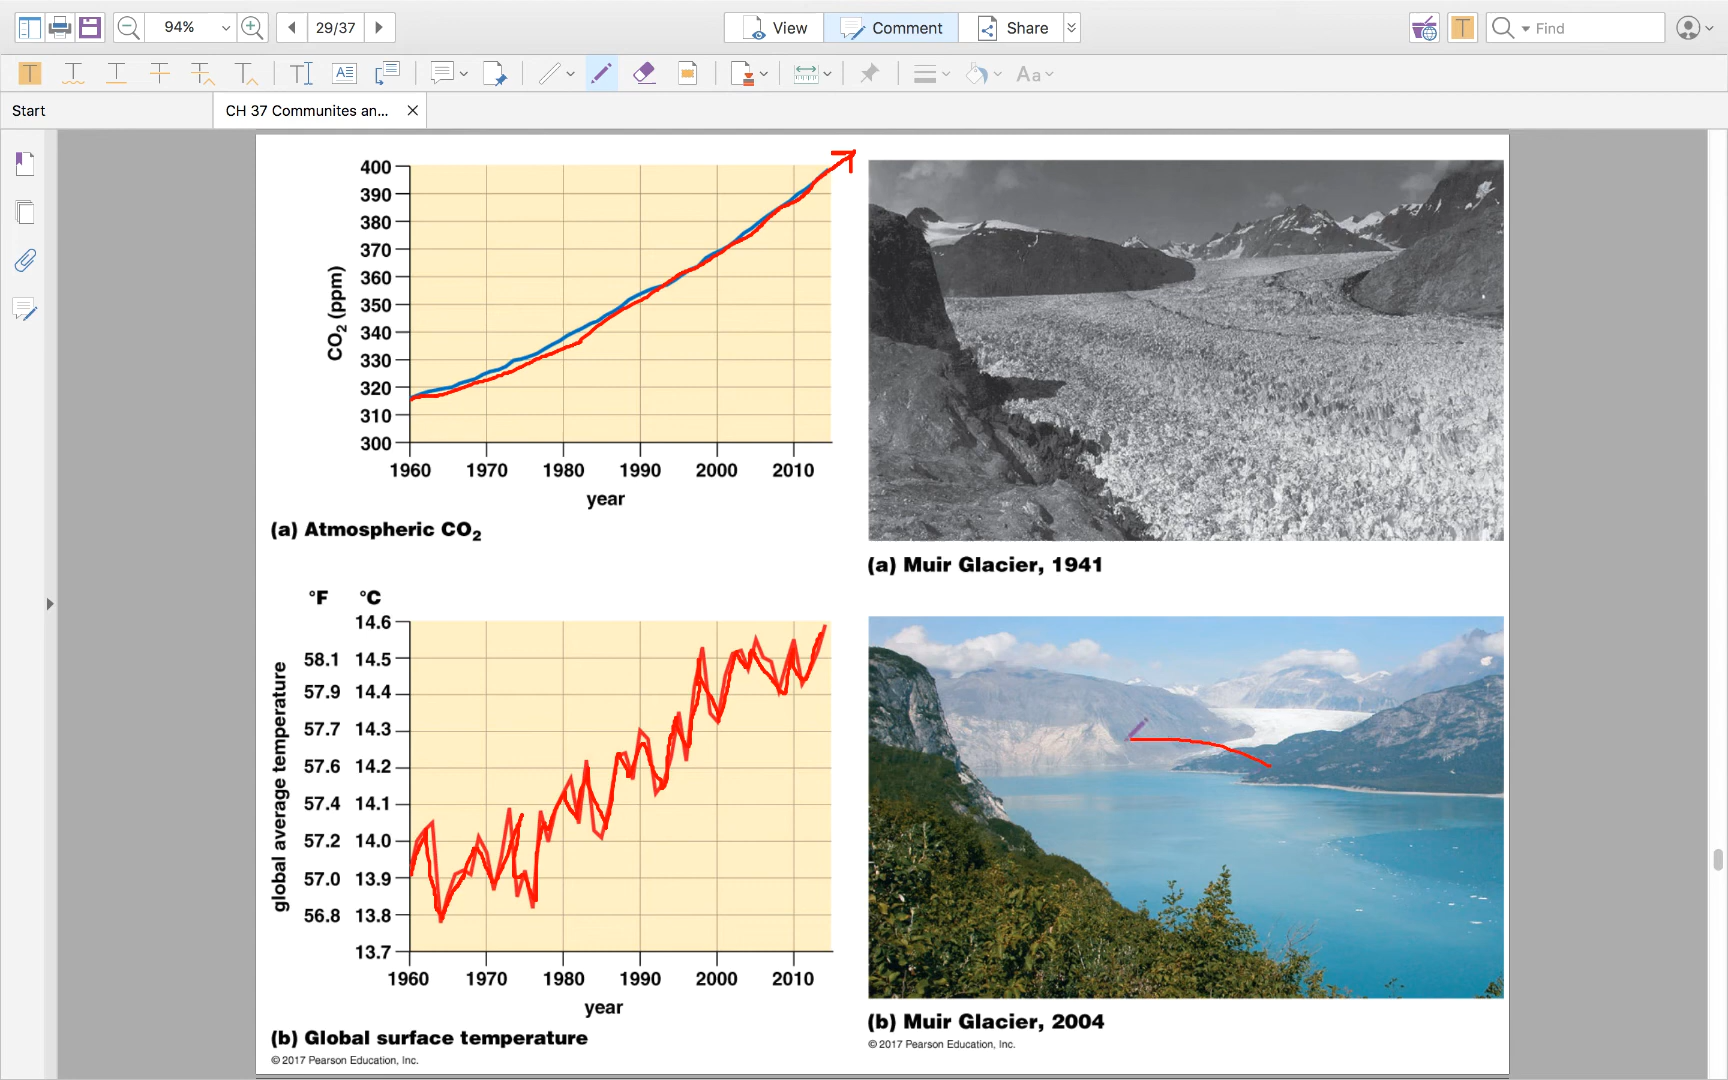 94%
29/37
View
Comment
Share
Find
T
T
T
T
T
T
T
T
AE
Aa
Start
CH 37 Communites an...
400
390
380
370
360
350
340
330
320
310
300
CO2 (ppm)
1960 1970 1980 1990 2000 2010
year
(a) Atmospheric CO2
(a) Muir Glacier, 1941
°F °C
14.6
58.1 14.5
57.9 14.4
57.7 14.3
57.6 14.2
57.4 14.1
57.2 14.0
57.0 13.9
56.8 13.8
13.7
global average temperature
1960 1970 1980 1990 2000 2010
year
(b) Global surface temperature
© 2017 Pearson Education, Inc.
(b) Muir Glacier, 2004
© 2017 Pearson Education, Inc.